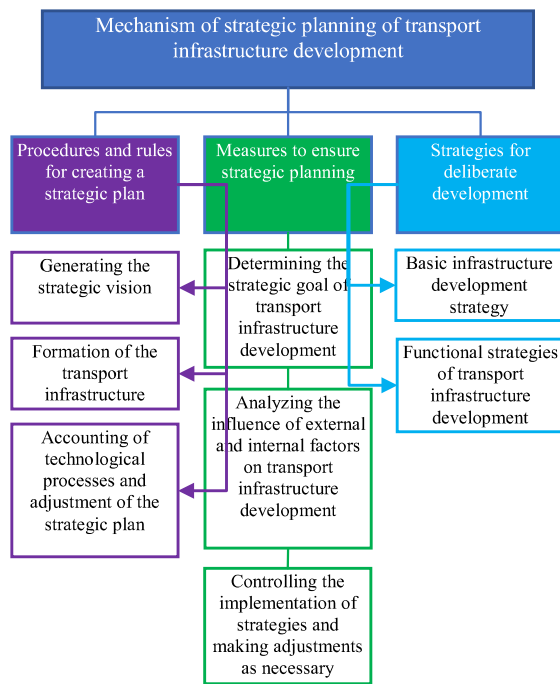 Mechanism of strategic planning of transport
infrastructure development
Procedures and rules
for creating a
strategic plan
Measures to ensure
strategic planning
Strategies for
deliberate
development
Generating the
strategic vision
Formation of the
transport
infrastructure
Accounting of
technological
processes and
adjustment of the
strategic plan
Determining the
strategic goal of
transport
infrastructure
development
Analyzing the
influence of external
and internal factors
on transport
infrastructure
development
Controlling the
implementation of
strategies and
making adjustments
as necessary
Basic infrastructure
development
strategy
Functional strategies
of transport
infrastructure
development